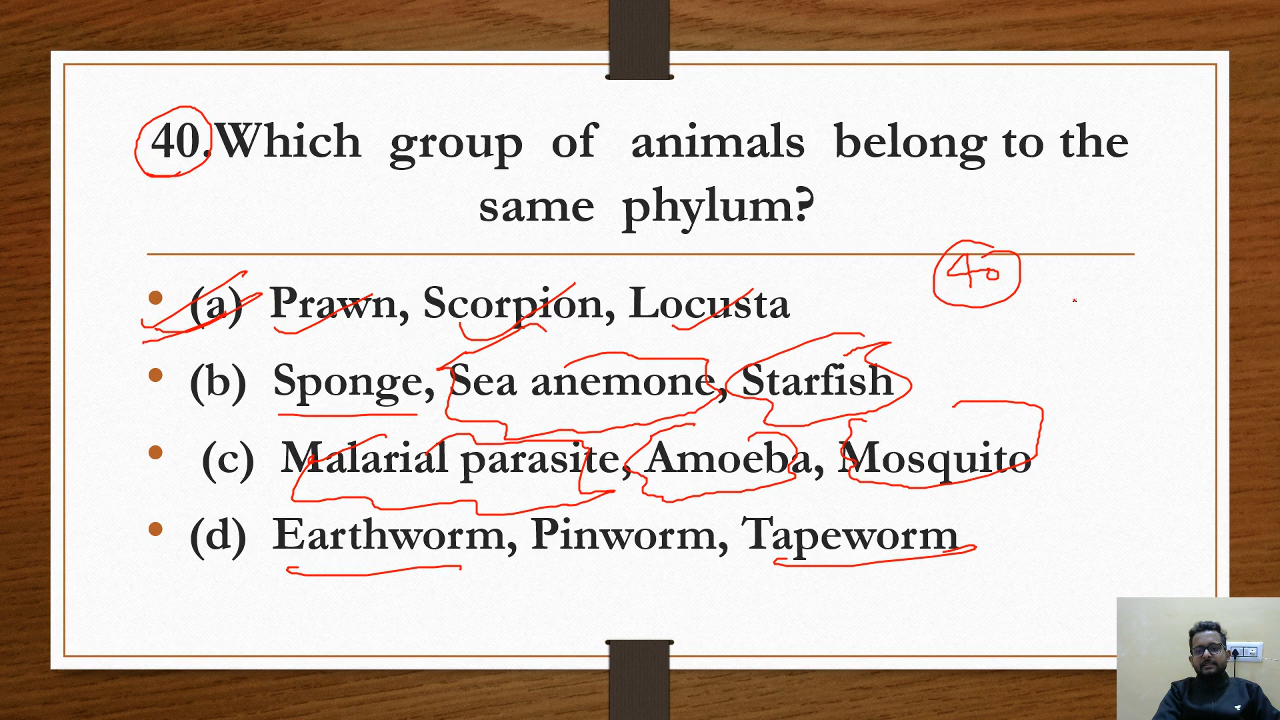 40.Which group of animals belong to the
same phylum?
40
• (a) Prawn, Scorpion, Locusta
• (b) Sponge, Sea anemone, Starfish
• (c) Malarial parasite, Amoeba, Mosquito
• (d) Earthworm, Pinworm, Tapeworm